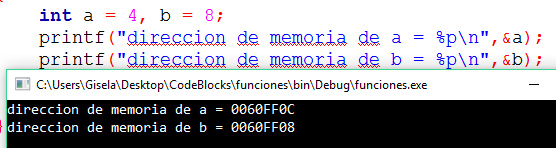 int a = 4, b = 8;
printf("direccion de memoria de a = %p\n",&a);
printf("direccion de memoria de b = %p\n",&b);
C:\Users\Gisela\Desktop\CodeBlocks\funciones\bin\Debug\funciones.exe
direccion de memoria de a = 0060FF0C
direccion de memoria de b = 0060FF08